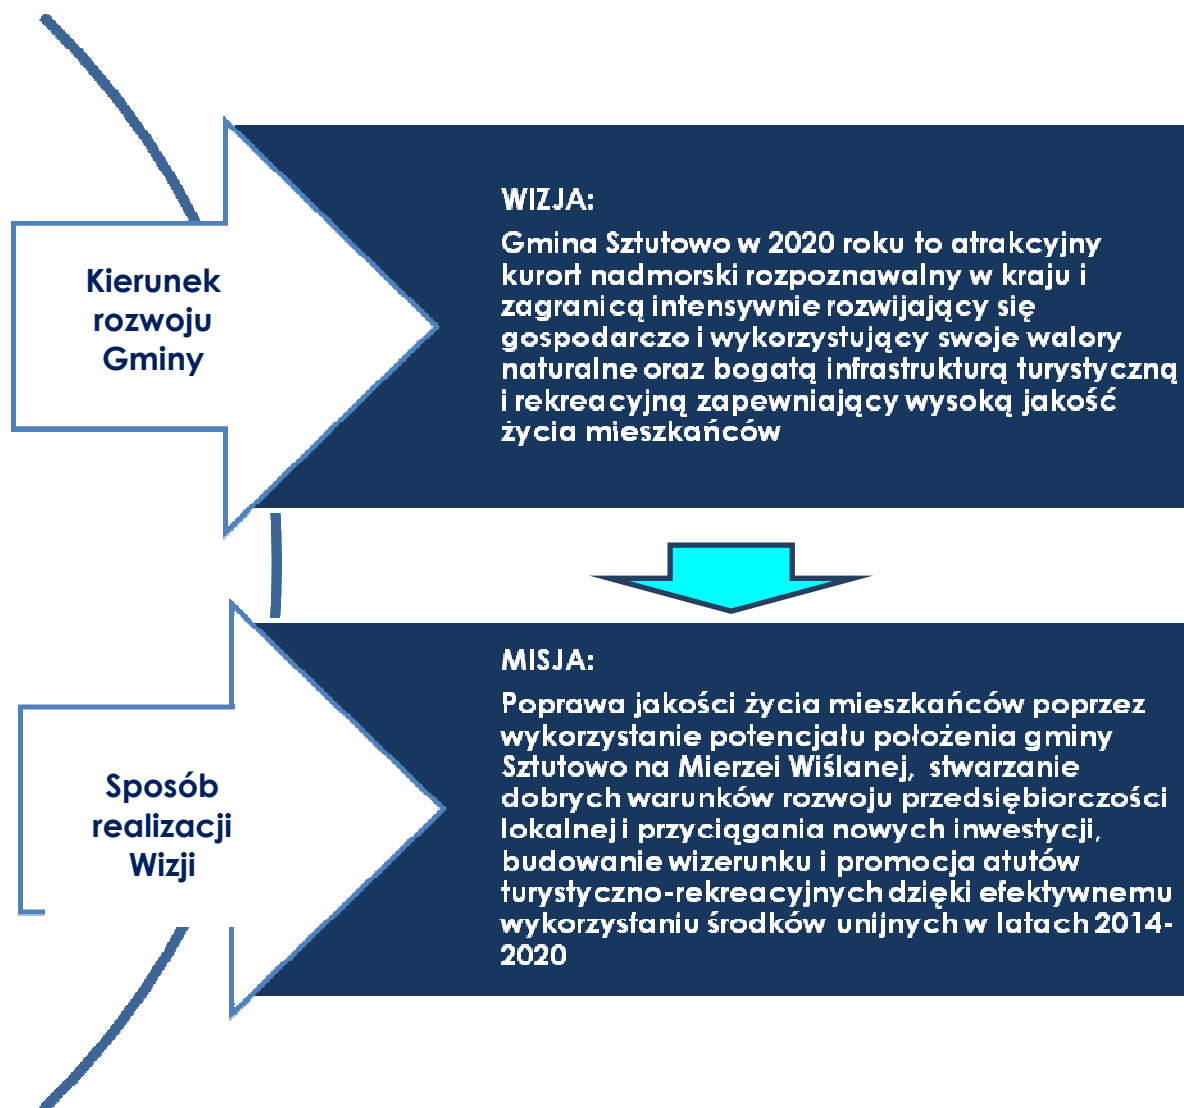 Kierunek
rozwoju
Gminy
WIZJA:
Gmina Sztutowo w 2020 roku to atrakcyjny
kurort nadmorski rozpoznawalny w kraju i
zagranicą intensywnie rozwijający się
gospodarczo i wykorzystujący swoje walory
naturalne oraz bogatą infrastrukturą turystyczną
i rekreacyjną zapewniający wysoką jakość
życia mieszkańców
Sposób
realizacji
Wizji
MISJA:
Poprawa jakości życia mieszkańców poprzez
wykorzystanie potencjału położenia gminy
Sztutowo na Mierzei Wiślanej, stwarzanie
dobrych warunków rozwoju przedsiębiorczości
lokalnej i przyciągania nowych inwestycji,
budowanie wizerunku i promocja atutów
turystyczno-rekreacyjnych dzięki efektywnemu
wykorzystaniu środków unijnych w latach 2014-
2020